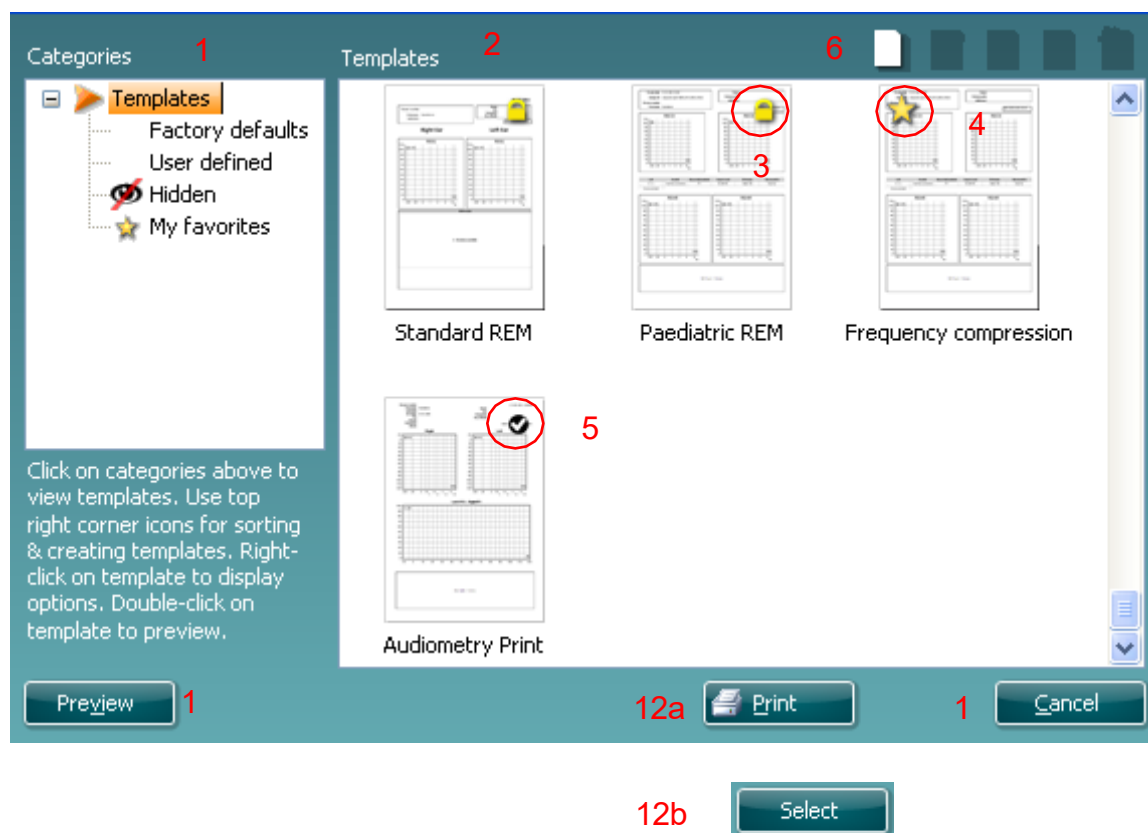 Categories 1 Templates 2 6
Templates
Factory defaults
User defined
Hidden
My favorites
3
4
Standard REM Paediatric REM Frequency compression
5
Audiometry Print
Click on categories above to
view templates. Use top
right corner icons for sorting
& creating templates. Right-
click on template to display
options. Double-click on
template to preview.
Preview 1 12a Print 1 Cancel
12b Select